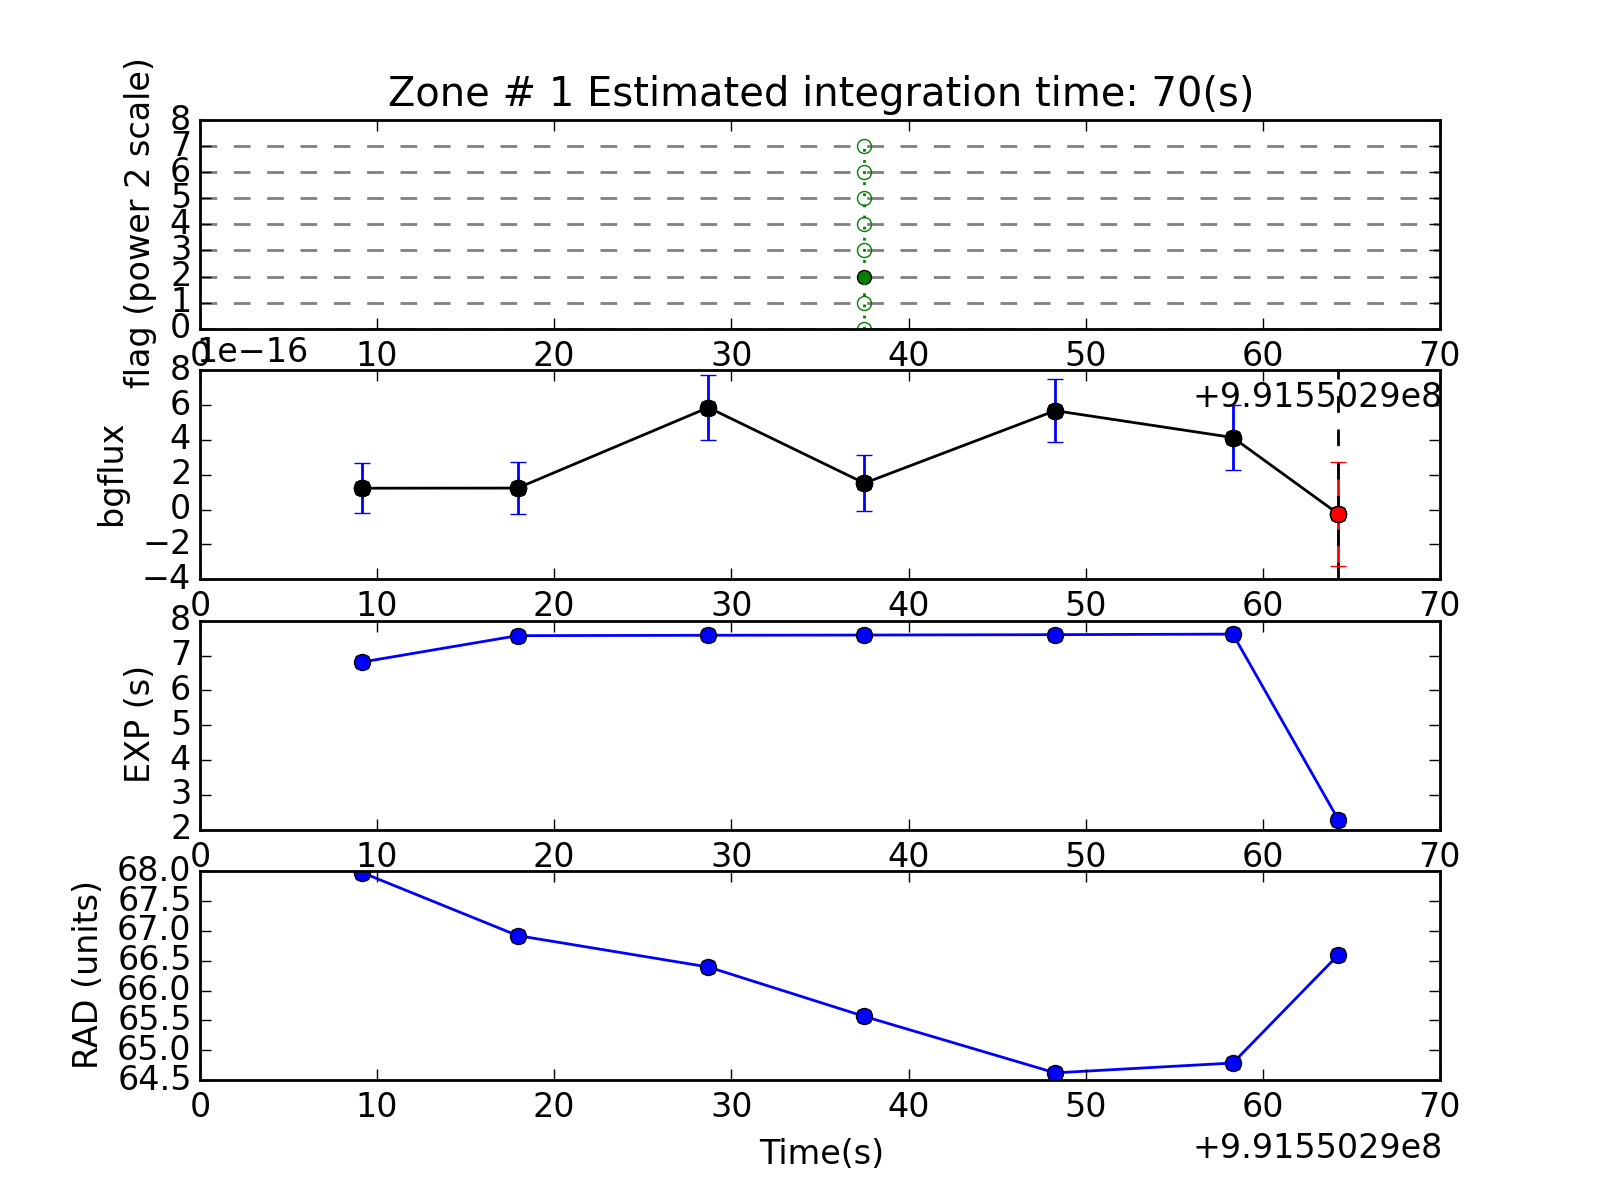 Zone # 1 Estimated integration time: 70(s)
flag (power 2 scale)
8
7
6
5
4
3
2
1
0
0 10 20 30 40 50 60 70
+9.9155029e8
1e−16
bgflux
8
6
4
2
0
−2
−4
0 10 20 30 40 50 60 70
EXP (s)
8
7
6
5
4
3
2
0 10 20 30 40 50 60 70
RAD (units)
68.0
67.5
67.0
66.5
66.0
65.5
65.0
64.5
0 10 20 30 40 50 60 70
Time(s)
+9.9155029e8